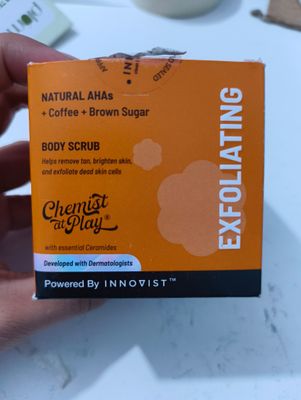 NATURAL AHAs
+ Coffee + Brown Sugar
BODY SCRUB
Helps remove tan, brighten skin,
and exfoliate dead skin cells
Chemist
at Play®
with essential Ceramides
Developed with Dermatologists
Powered By INNOVIST™
EXFOLIATING